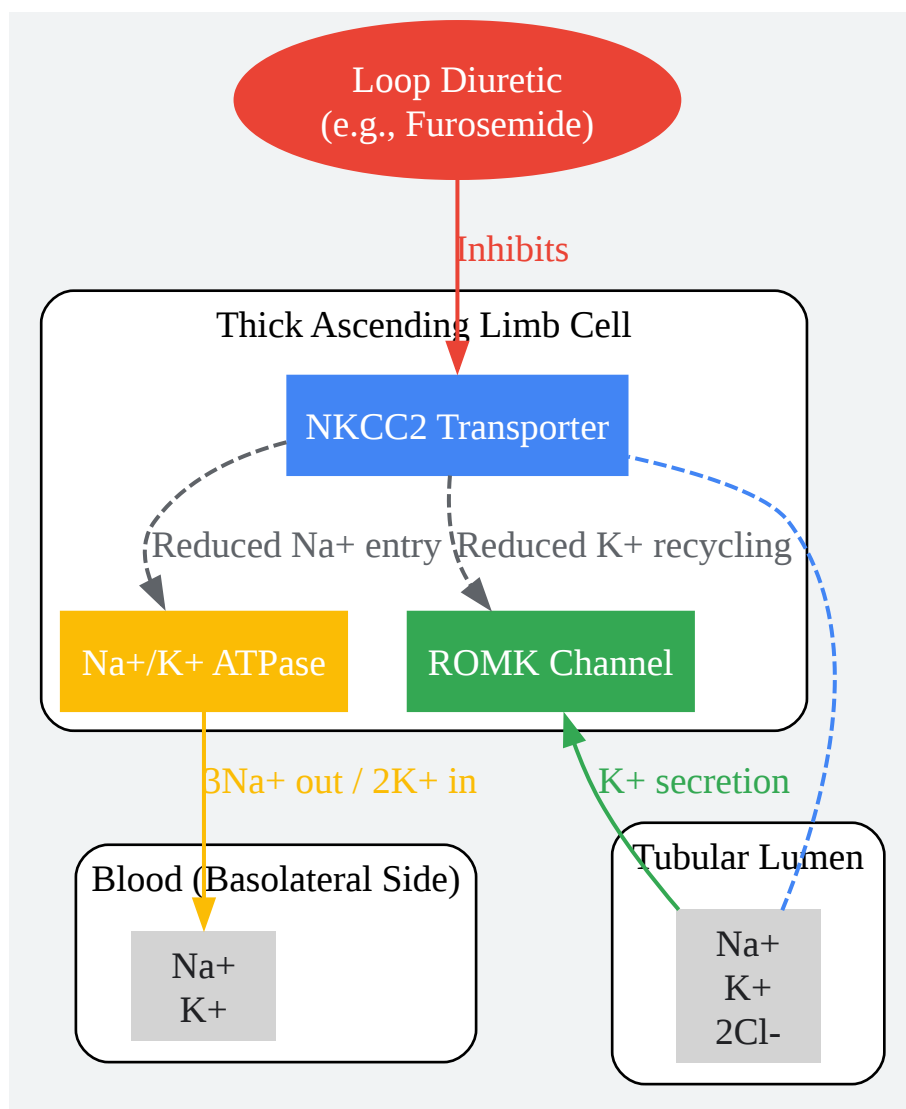 Loop Diuretic
(e.g., Furosemide)
Inhibits
Thick Ascending Limb Cell
NKCC2 Transporter
Reduced Na+ entry
Reduced K+ recycling
Na+/K+ ATPase
ROMK Channel
3Na+ out / 2K+ in
K+ secretion
Blood (Basolateral Side)
Tubular Lumen
Na+
K+
Na+
K+
2Cl-